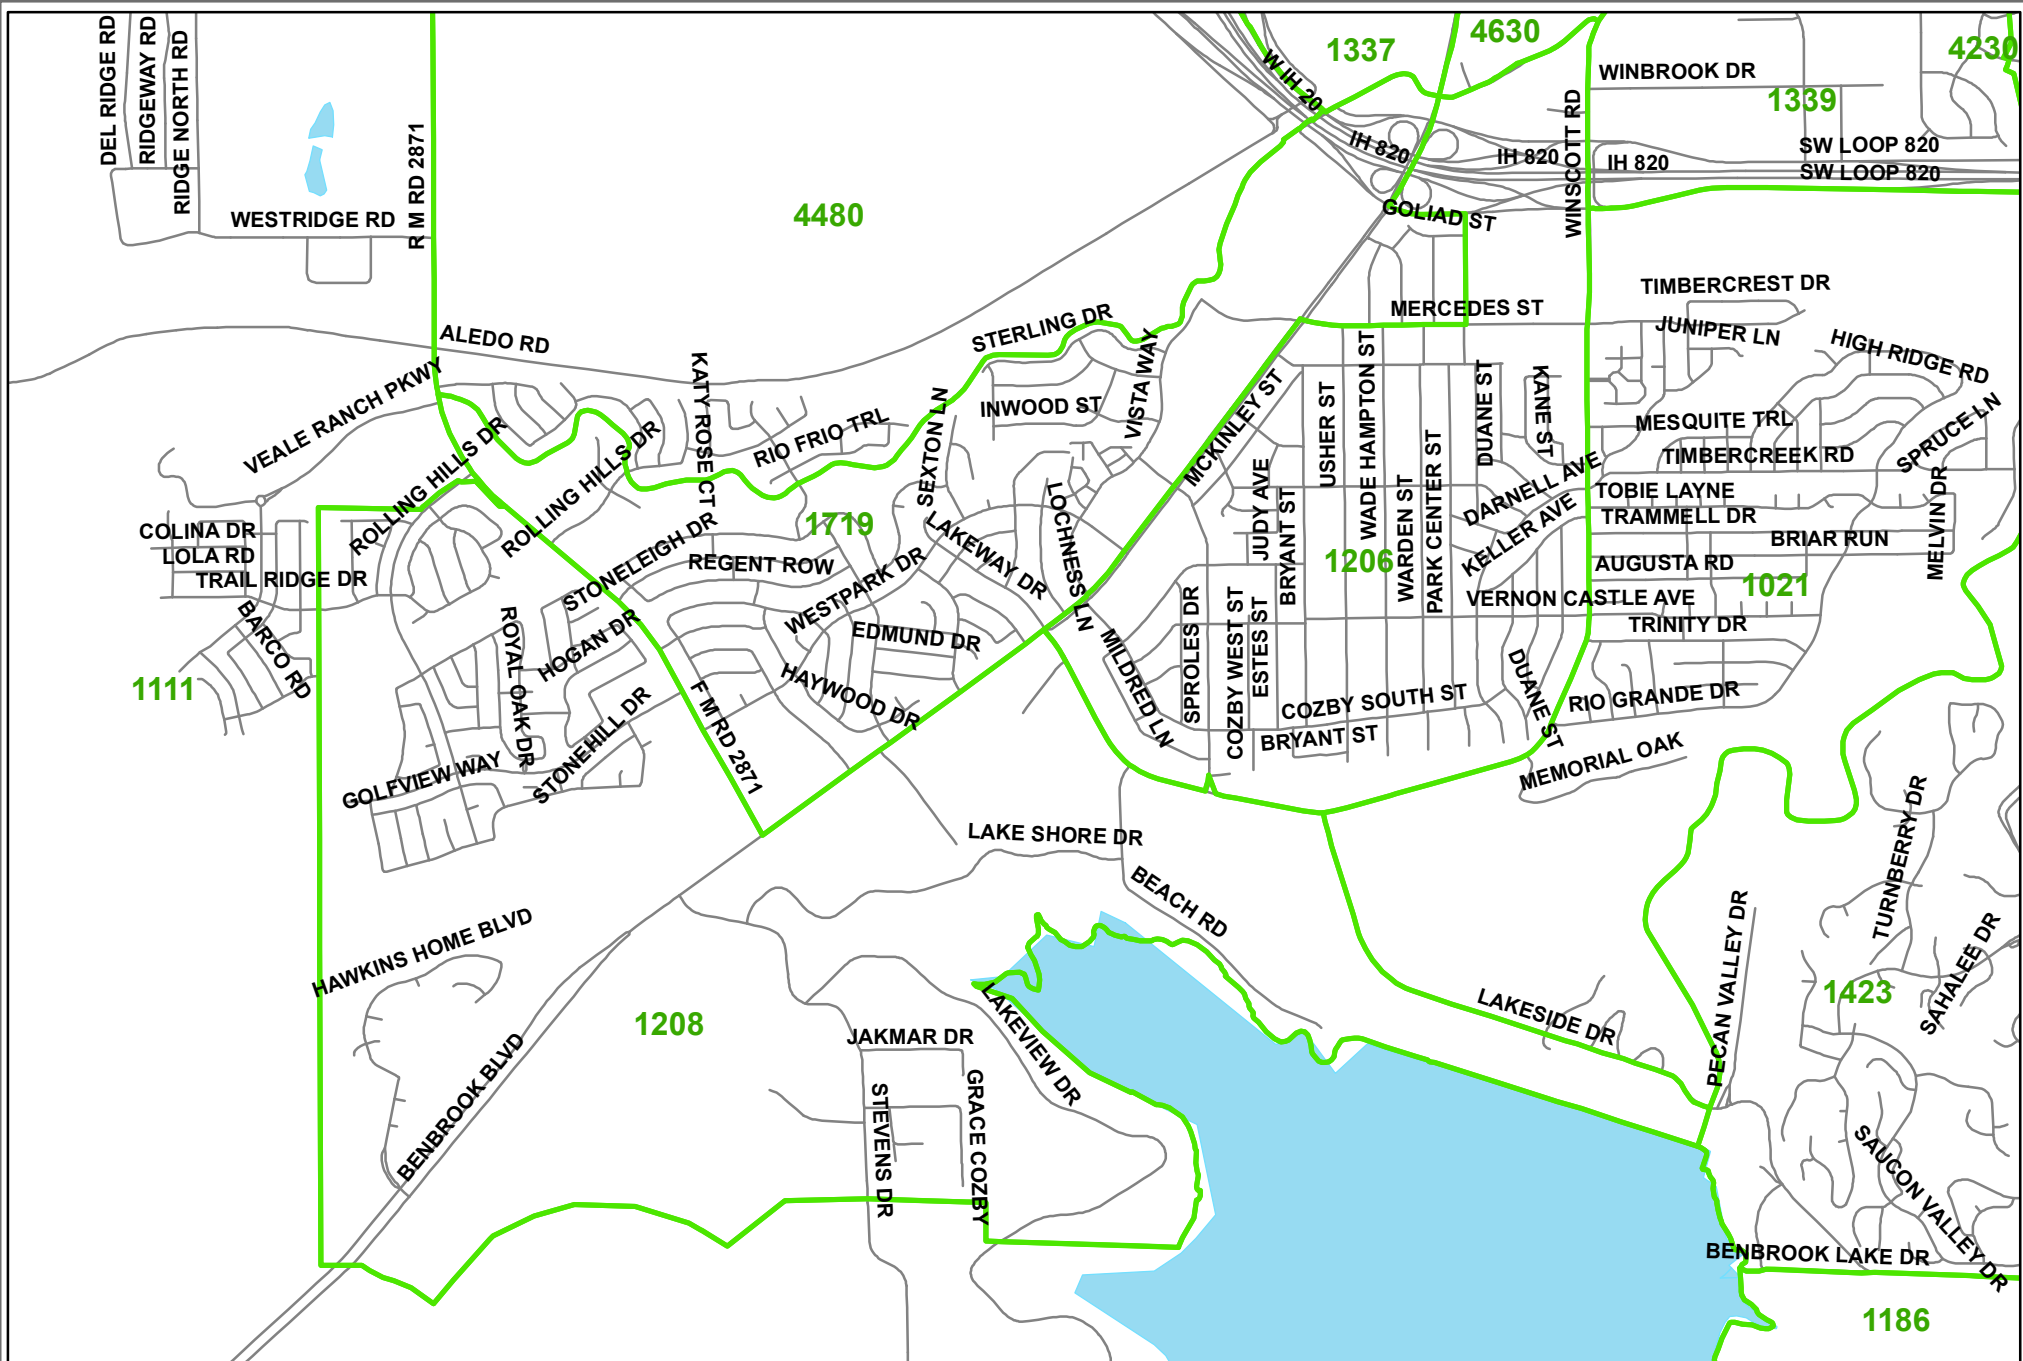 DEL RIDGE RD
RIDGEWAY RD
RIDGE NORTH RD
R M RD 2871
WESTRIDGE RD
4480
1337
4630
4230
W IH 20
WINBROOK DR
1339
WINSCOTT RD
IH 820
IH 820
IH 820
SW LOOP 820
SW LOOP 820
GOLIAD ST
MERCEDES ST
TIMBERCREST DR
JUNIPER LN
HIGH RIDGE RD
ALEDO RD
STERLING DR
VEALE RANCH PKWY
KATY ROSE CT
RIO FRIO TRL
SEXTON LN
INWOOD ST
VISTA WAY
MCKINLEY ST
USHER ST
WADE HAMPTON ST
DUANE ST
KANE ST
MESQUITE TRL
TIMBERCREEK RD
SPRUCE LN
ROLLING HILLS DR
ROLLING HILLS DR
JUDY AVE
BRYANT ST
WARDEN ST
PARK CENTER ST
DARNELL AVE
KELLER AVE
TOBIE LAYNE
TRAMMELL DR
BRIAR RUN
MELVIN DR
COLINA DR
LOLA RD
TRAIL RIDGE DR
BARCO RD
1111
STONELEIGH DR
1719
REGENT ROW
LAKEWAY DR
LOCHNESS LN
WESTPARK DR
EDMUND DR
1206
AUGUSTA RD
1021
VERNON CASTLE AVE
TRINITY DR
ROYAL OAK DR
HOGAN DR
HAYWOOD DR
MILDRED LN
SPROLES DR
COZBY WEST ST
ESTES ST
COZBY SOUTH ST
BRYANT ST
DUANE ST
RIO GRANDE DR
MEMORIAL OAK
STONEHILL DR
F M RD 2871
GOLFVIEW WAY
LAKE SHORE DR
BEACH RD
TURNBERRY DR
HAWKINS HOME BLVD
1208
BENBROOK BLVD
JAKMAR DR
LAKEVIEW DR
STEVENS DR
GRACE COZBY
LAKESIDE DR
PECAN VALLEY DR
1423
SAHALEE DR
SAUCON VALLEY DR
BENBROOK LAKE DR
1186